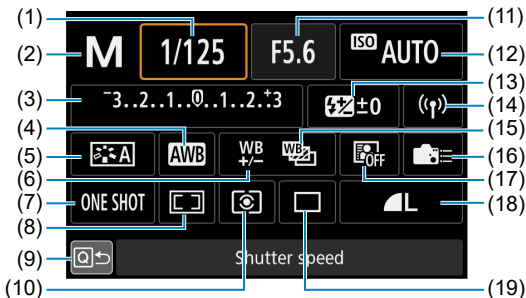 (1)
(11)
(2)
M
1/125
F5.6
ISO AUTO
(12)
(3)
-3..2..1..0..1..2.+3
±0
(13)
(14)
(4)
(15)
(5)
A
AWB
WB
+/-
WB
OFF
(16)
(6)
(17)
(7)
ONE SHOT
L
(18)
(8)
(9)
Q
Shutter speed
(10)
(19)